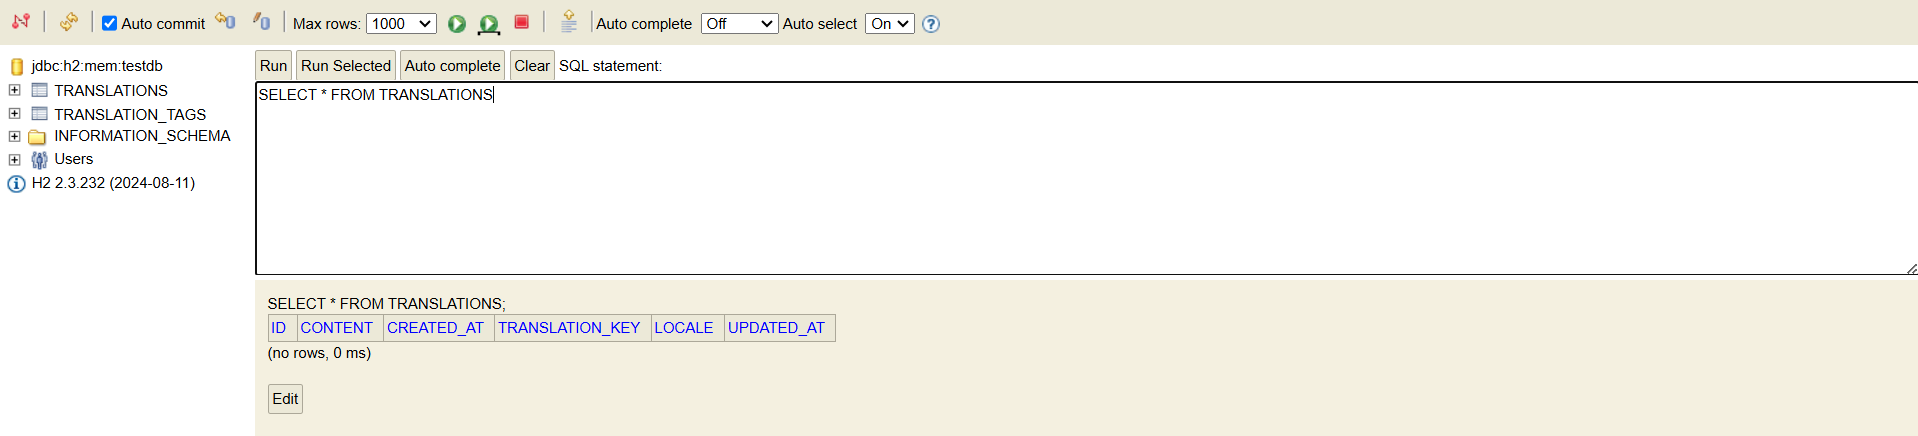 Auto commit Max rows: 1000 Auto complete Off Auto select On ?
jdbc:h2:mem:testdb
TRANSLATIONS
TRANSLATION_TAGS
INFORMATION_SCHEMA
Users
H2 2.3.232 (2024-08-11)
Run Run Selected Auto complete Clear SQL statement:
SELECT * FROM TRANSLATIONS
SELECT * FROM TRANSLATIONS;
ID CONTENT CREATED_AT TRANSLATION_KEY LOCALE UPDATED_AT
(no rows, 0 ms)
Edit